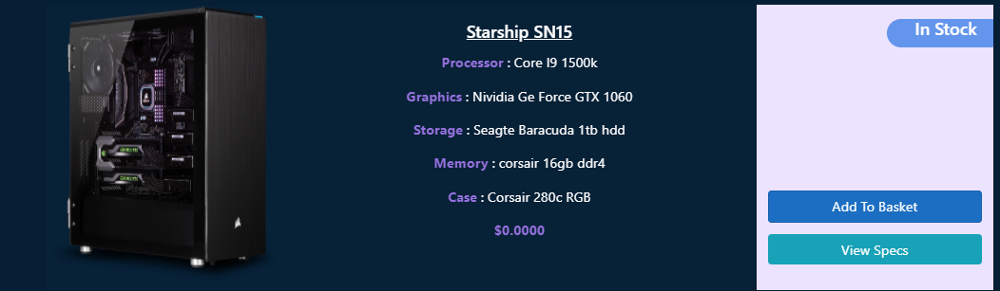 Starship SN15
In Stock
Processor : Core I9 1500k
Graphics : Nividia Ge Force GTX 1060
Storage : Seagte Baracuda 1tb hdd
Memory : corsair 16gb ddr4
Case : Corsair 280c RGB
Add To Basket
$0.0000
View Specs